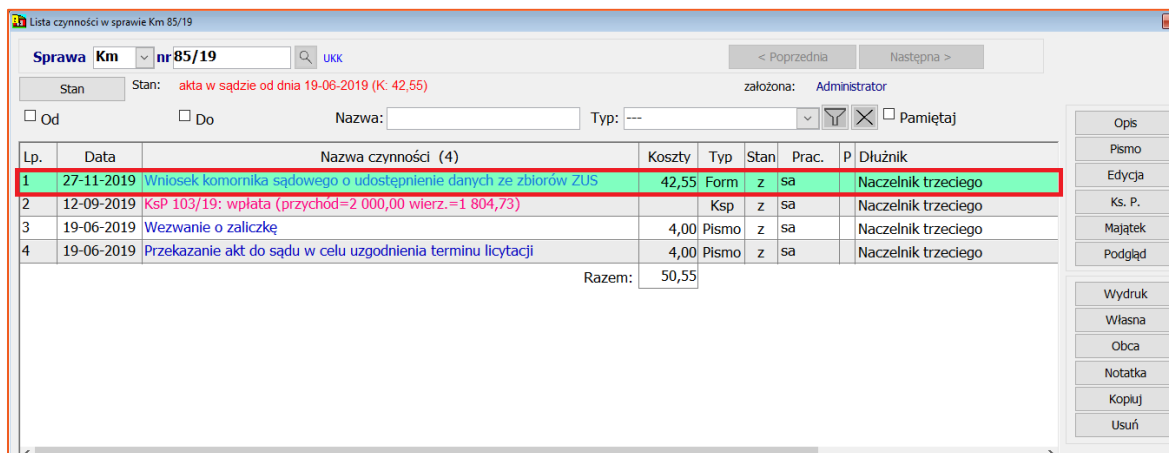 Lista czynności w sprawie Km 85/19
Sprawa Km nr 85/19 UKK < Poprzednia Następna >
Stan Stan: akta w sądzie od dnia 19-06-2019 (K: 42,55) założona: Administrator
Od Do Nazwa: Typ: --- Pamiętaj
Lp. Data Nazwa czynności (4) Koszty Typ Stan Prac. P Dłużnik
1 27-11-2019 Wniosek komornika sądowego o udostępnienie danych ze zbiorów ZUS 42,55 Form z sa Naczelnik trzeciego
2 12-09-2019 KsP 103/19: wpłata (przychód=2 000,00 wierz.=1 804,73) Ksp z sa Naczelnik trzeciego
3 19-06-2019 Wezwanie o zaliczkę 4,00 Pismo z sa Naczelnik trzeciego
4 19-06-2019 Przekazanie akt do sądu w celu uzgodnienia terminu licytacji 4,00 Pismo z sa Naczelnik trzeciego
Razem: 50,55
Opis
Pismo
Edycja
Ks. P.
Majątek
Podgląd
Wydruk
Własna
Obca
Notatka
Kopiuj
Usuń